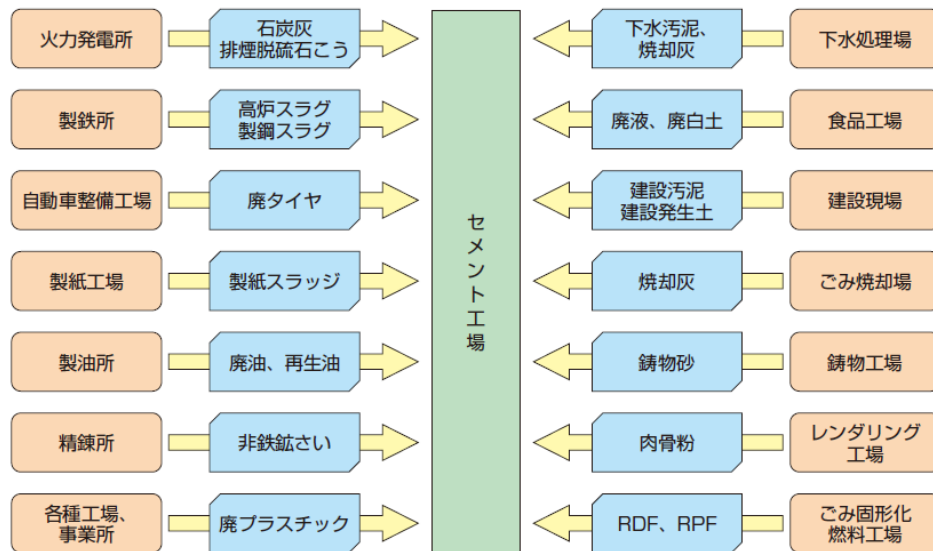 火力発電所
石炭灰
排煙脱硫石こう
下水汚泥、
焼却灰
下水処理場
製鉄所
高炉スラグ
製鋼スラグ
廃液、廃白土
食品工場
自動車整備工場
廃タイヤ
建設汚泥
建設発生土
建設現場
セメント工場
製紙工場
製紙スラッジ
焼却灰
ごみ焼却場
製油所
廃油、再生油
鋳物砂
鋳物工場
精錬所
非鉄鉱さい
肉骨粉
レンダリング
工場
各種工場、
事業所
廃プラスチック
RDF、RPF
ごみ固形化
燃料工場